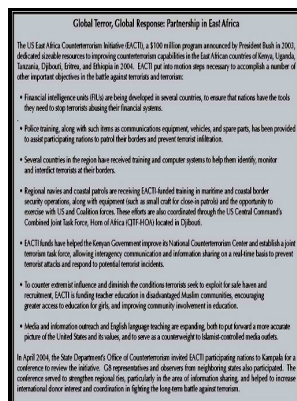 Global Terror, Global Response: Partnership in East Africa
The US East Africa Counterterrorism Initiative (EACTI), a $100 million program announced by President Bush in 2003,
dedicated sizeable resources to improving counterterrorism capabilities in the East African countries of Kenya, Uganda,
Tanzania, Djibouti, Eritrea, and Ethiopia in 2004. EACTI put into motion steps necessary to accomplish a number of
other important objectives in the battle against terrorists and terrorism:
• Financial intelligence units (FIUs) are being developed in several countries, to ensure that nations have the tools
they need to stop terrorists abusing their financial systems.
• Police training, along with such items as communications equipment, vehicles, and spare parts, has been provided
to assist participating nations to patrol their borders and prevent terrorist infiltration.
• Several countries in the region have received training and computer systems to help them identify, monitor
and interdict terrorists at their borders.
• Regional navies and coastal patrols are receiving EACTI-funded training in maritime and coastal border
security operations, along with equipment (such as small craft for close-in patrols) and the opportunity to
exercise with US and Coalition forces. These efforts are also coordinated through the US Central Command's
Combined Joint Task Force, Horn of Africa (CJTF-HOA) located in Djibouti.
• EACTI funds have helped the Kenyan Government improve its National Counterterrorism Center and establish a joint
terrorism task force, allowing interagency communication and information sharing on a real-time basis to prevent
terrorist attacks and respond to potential terrorist incidents.
• To counter extremist influence and diminish the conditions terrorists seek to exploit for safe haven and
recruitment, EACTI is funding teacher education in disadvantaged Muslim communities, encouraging
greater access to education for girls, and improving community involvement in education.
• Media and information outreach and English language teaching are expanding, both to put forward a more accurate
picture of the United States and its values, and to serve as a counterweight to Islamist-controlled media outlets.
In April 2004, the State Department's Office of Counterterrorism invited EACTI participating nations to Kampala for a
conference to review the initiative. G8 representatives and observers from neighboring states also participated. The
conference served to strengthen regional ties, particularly in the area of information sharing, and helped to increase
international donor interest and coordination in fighting the long-term battle against terrorism.